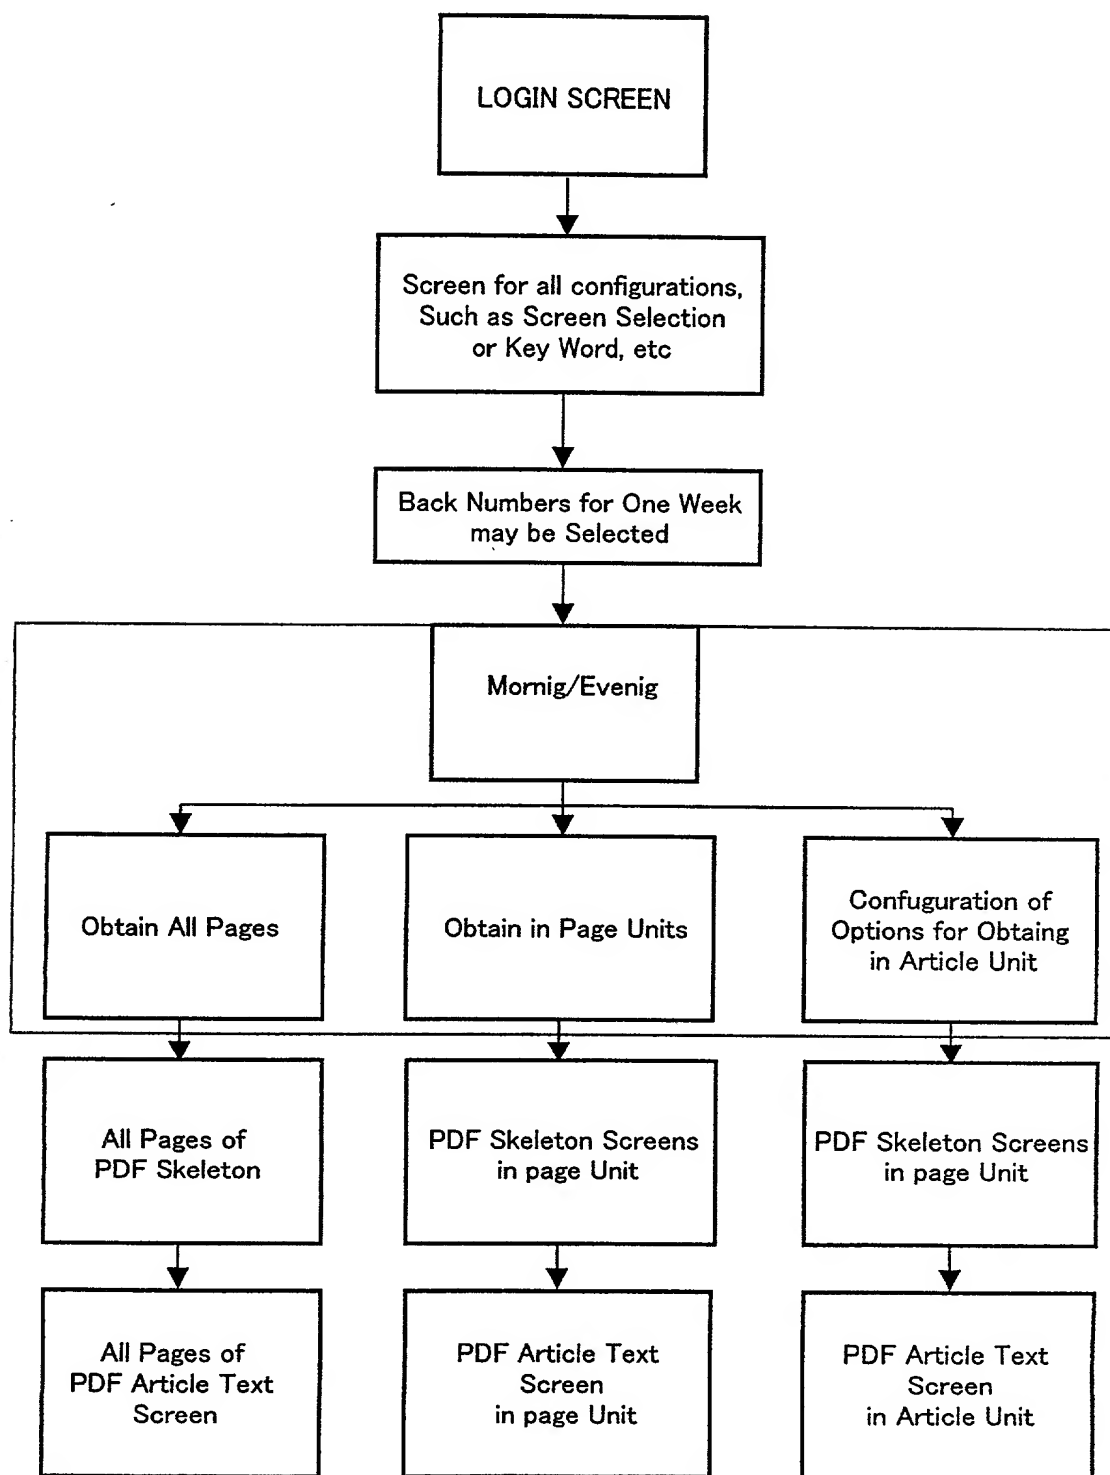 LOGIN SCREEN
Screen for all configurations,
Such as Screen Selection
or Key Word, etc
Back Numbers for One Week
may be Selected
Mornig/Evenig
Obtain All Pages
Obtain in Page Units
Confuguration of
Options for Obtaing
in Article Unit
All Pages of
PDF Skeleton
PDF Skeleton Screens
in page Unit
PDF Skeleton Screens
in page Unit
All Pages of
PDF Article Text
Screen
PDF Article Text
Screen
in page Unit
PDF Article Text
Screen
in Article Unit